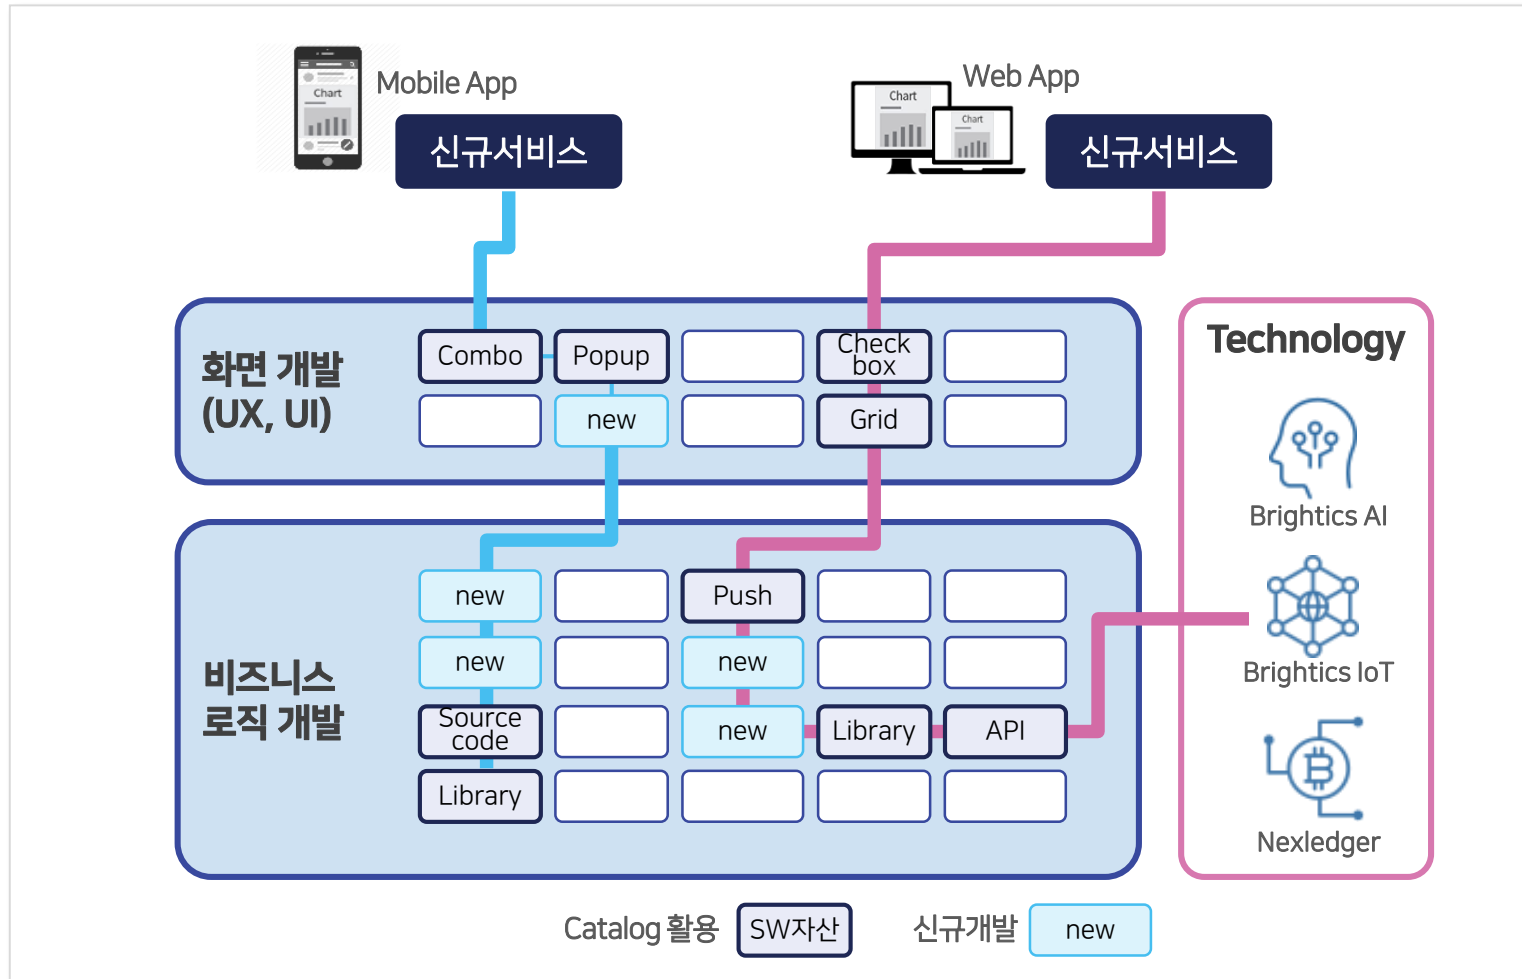 Mobile App
Chart
신규서비스
Web App
Chart
Chart
신규서비스
화면 개발
(UX, UI)
Combo
Popup
Check
box
new
Grid
비즈니스
로직 개발
new
Push
new
new
Source
code
new
Library
API
Library
Technology
Brightics AI
Brightics IoT
Nexledger
Catalog 활용
SW자산
신규개발
new